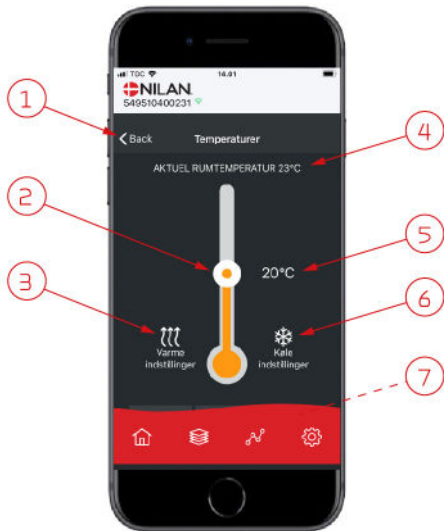 TDC 14.01
NILAN
549510400231
Back Temperaturer
AKTUEL RUMTEMPERATUR 23°C
20°C
Varme
indstillinger
Køle
indstillinger
1
2
3
4
5
6
7